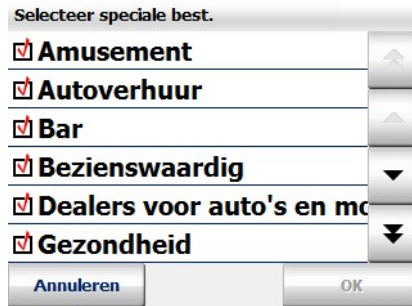 Selecteer speciale best.
Amusement
Autoverhuur
Bar
Bezienswaardig
Dealers voor auto's en mo
Gezondheid
Annuleren
OK